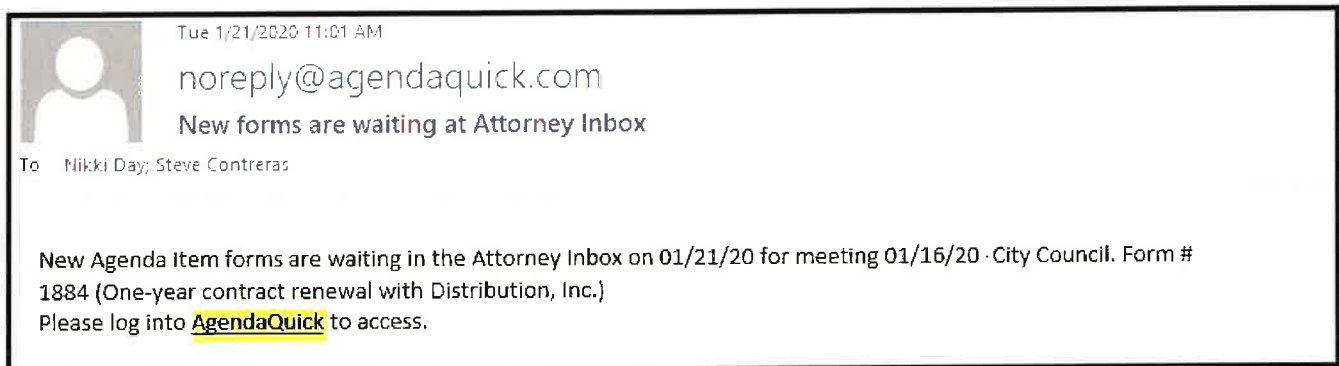 Tue 1/21/2020 11:01 AM
noreply@agendaquick.com
New forms are waiting at Attorney Inbox
To Nikki Day; Steve Contreras
New Agenda Item forms are waiting in the Attorney Inbox on 01/21/20 for meeting 01/16/20 - City Council. Form #
1884 (One-year contract renewal with Distribution, Inc.)
Please log into AgendaQuick to access.